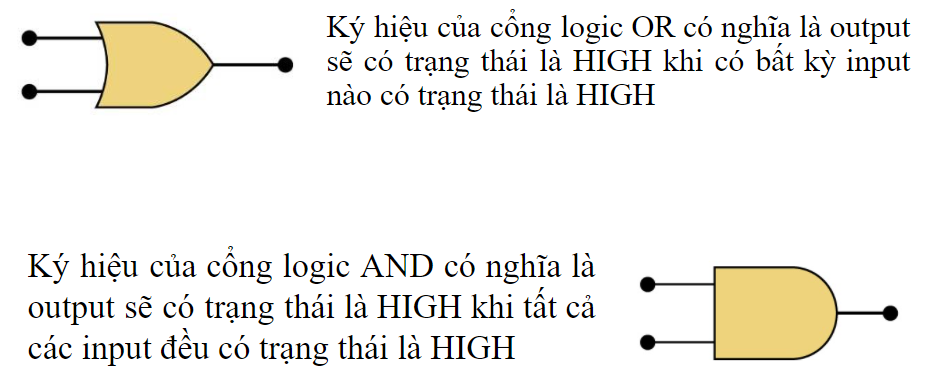 Ký hiệu của cổng logic OR có nghĩa là output
sẽ có trạng thái là HIGH khi có bất kỳ input
nào có trạng thái là HIGH
Ký hiệu của cổng logic AND có nghĩa là
output sẽ có trạng thái là HIGH khi tất cả
các input đều có trạng thái là HIGH